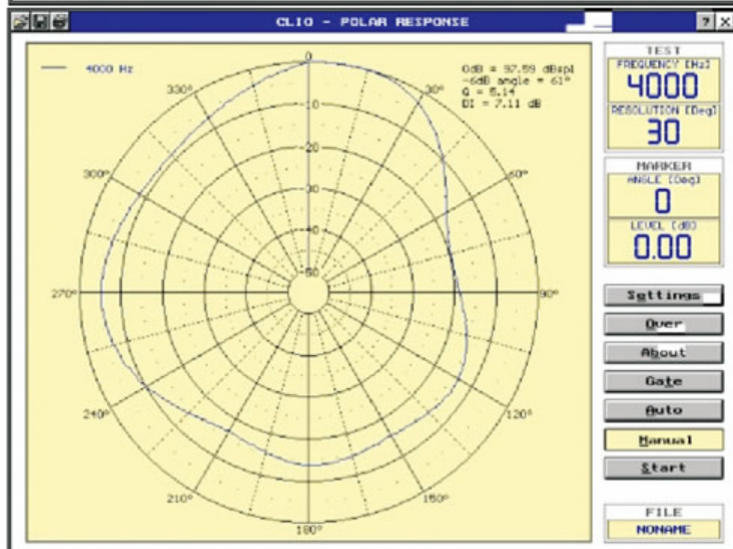 CLIO - POLAR RESPONSE
? X
4000 Hz
0dB = 97.59 dBspl
-6dB angle = 61°
Q = 5.14
DI = 7.11 dB
0
330°
30°
-10
-20
300°
60°
-30
-40
-50
270°
90°
240°
120°
210°
150°
180°
TEST
FREQUENCY [Hz]
4000
RESOLUTION [Deg]
30
MARKER
ANGLE [Deg]
0
LEVEL [dB]
0.00
Settings
Over
About
Gate
Auto
Manual
Start
FILE
NONAME